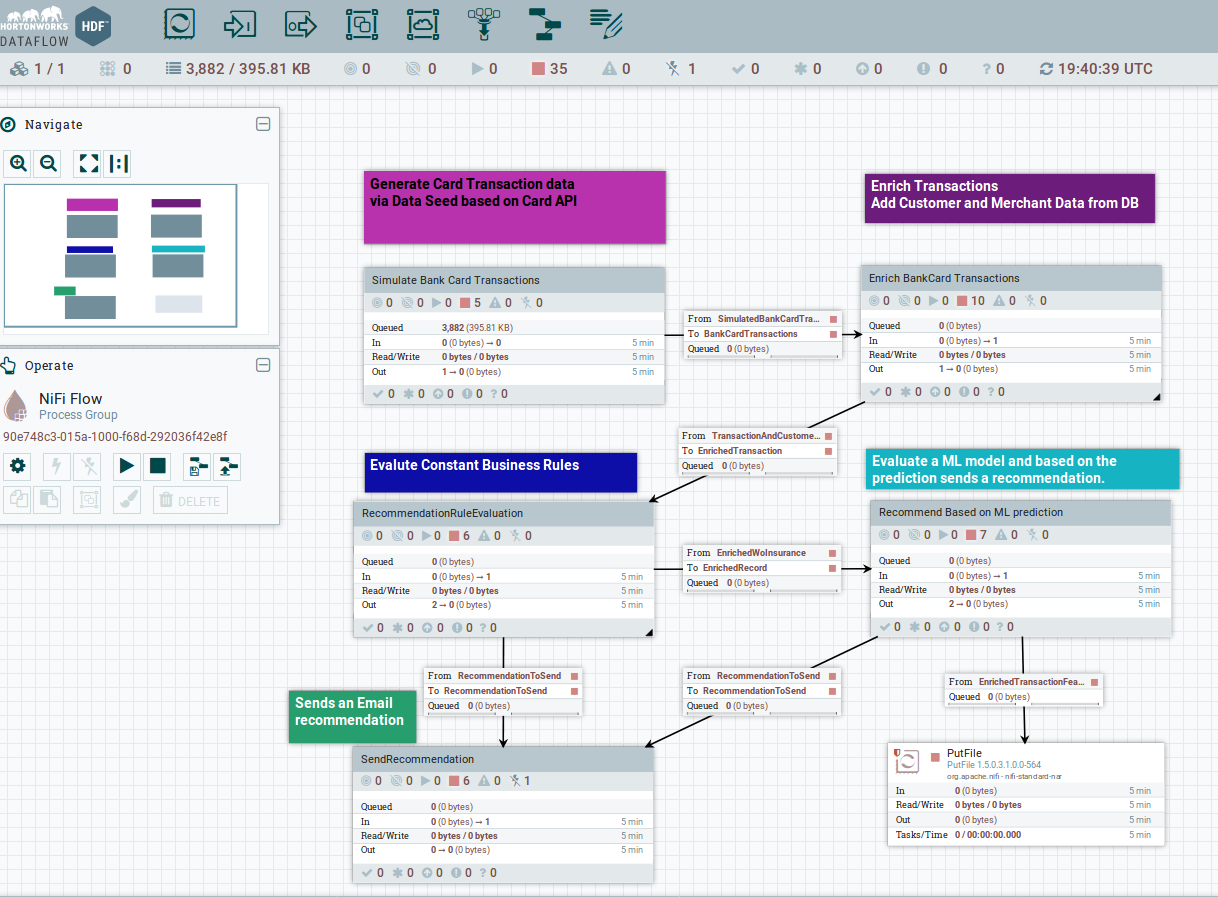 HORTONWORKS
DATAFLOW
HDF
1 / 1 0 3,882 / 395.81 KB 0 0 0 35 0 1 0 0 0 0 ? 0 19:40:39 UTC
Navigate
Operate
NiFi Flow
Process Group
90e748c3-015a-1000-f68d-292036f42e8f
DELETE
Generate Card Transaction data
via Data Seed based on Card API
Enrich Transactions
Add Customer and Merchant Data from DB
Simulate Bank Card Transactions
0 0 0 5 0 0
Queued 3,882 (395.81 KB)
In 0 (0 bytes) → 0 5 min
Read/Write 0 bytes / 0 bytes 5 min
Out 1 → 0 (0 bytes) 5 min
0 0 0 0 ? 0
From SimulatedBankCardTra...
To BankCardTransactions
Queued 0 (0 bytes)
Enrich BankCard Transactions
0 0 0 10 0 0
Queued 0 (0 bytes)
In 0 (0 bytes) → 1 5 min
Read/Write 0 bytes / 0 bytes 5 min
Out 1 → 0 (0 bytes) 5 min
0 0 0 0 ? 0
From TransactionAndCustome...
To EnrichedTransaction
Queued 0 (0 bytes)
Evalute Constant Business Rules
Evaluate a ML model and based on the
prediction sends a recommendation.
RecommendationRuleEvaluation
0 0 0 6 0 0
Queued 0 (0 bytes)
In 0 (0 bytes) → 1 5 min
Read/Write 0 bytes / 0 bytes 5 min
Out 2 → 0 (0 bytes) 5 min
0 0 0 0 ? 0
From EnrichedWoInsurance
To EnrichedRecord
Queued 0 (0 bytes)
Recommend Based on ML prediction
0 0 0 7 0 0
Queued 0 (0 bytes)
In 0 (0 bytes) → 1 5 min
Read/Write 0 bytes / 0 bytes 5 min
Out 2 → 0 (0 bytes) 5 min
0 0 0 0 ? 0
From RecommendationToSend
To RecommendationToSend
Queued 0 (0 bytes)
From RecommendationToSend
To RecommendationToSend
Queued 0 (0 bytes)
From EnrichedTransactionFea...
Queued 0 (0 bytes)
Sends an Email
recommendation
SendRecommendation
0 0 0 6 0 1
Queued 0 (0 bytes)
In 0 (0 bytes) → 1 5 min
Read/Write 0 bytes / 0 bytes 5 min
Out 0 → 0 (0 bytes) 5 min
0 0 0 0 ? 0
PutFile
PutFile 1.5.0.3.1.0.0-564
org.apache.nifi - nifi-standard-nar
In 0 (0 bytes) 5 min
Read/Write 0 bytes / 0 bytes 5 min
Out 0 (0 bytes) 5 min
Tasks/Time 0 / 00:00:00.000 5 min